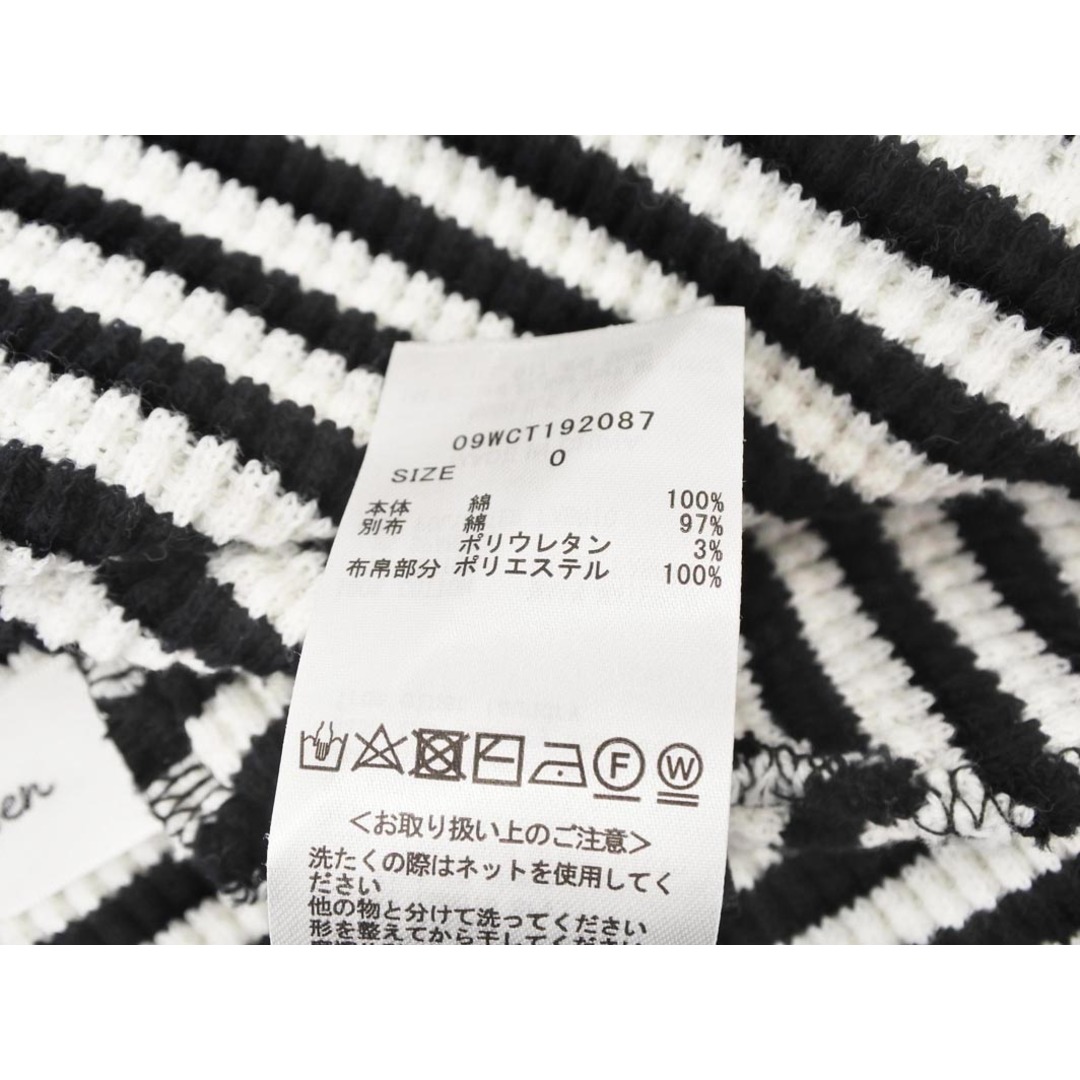 09WCT192087
SIZE 0
本体 綿 100%
別布 綿 97%
ポリウレタン 3%
布帛部分 ポリエステル 100%
F W
<お取り扱い上のご注意>
洗たくの際はネットを使用してく
ださい
他の物と分けて洗ってください
形を整えてから干してください
en